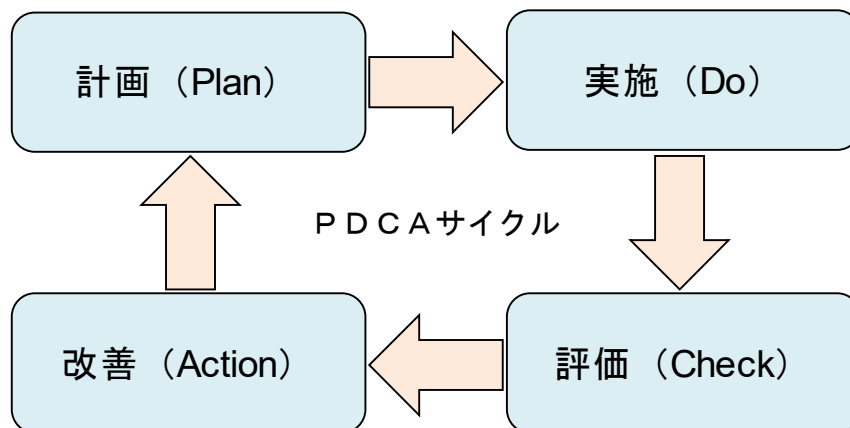 計画（Plan）
実施（Do）
ＰＤＣＡサイクル
改善（Action）
評価（Check）